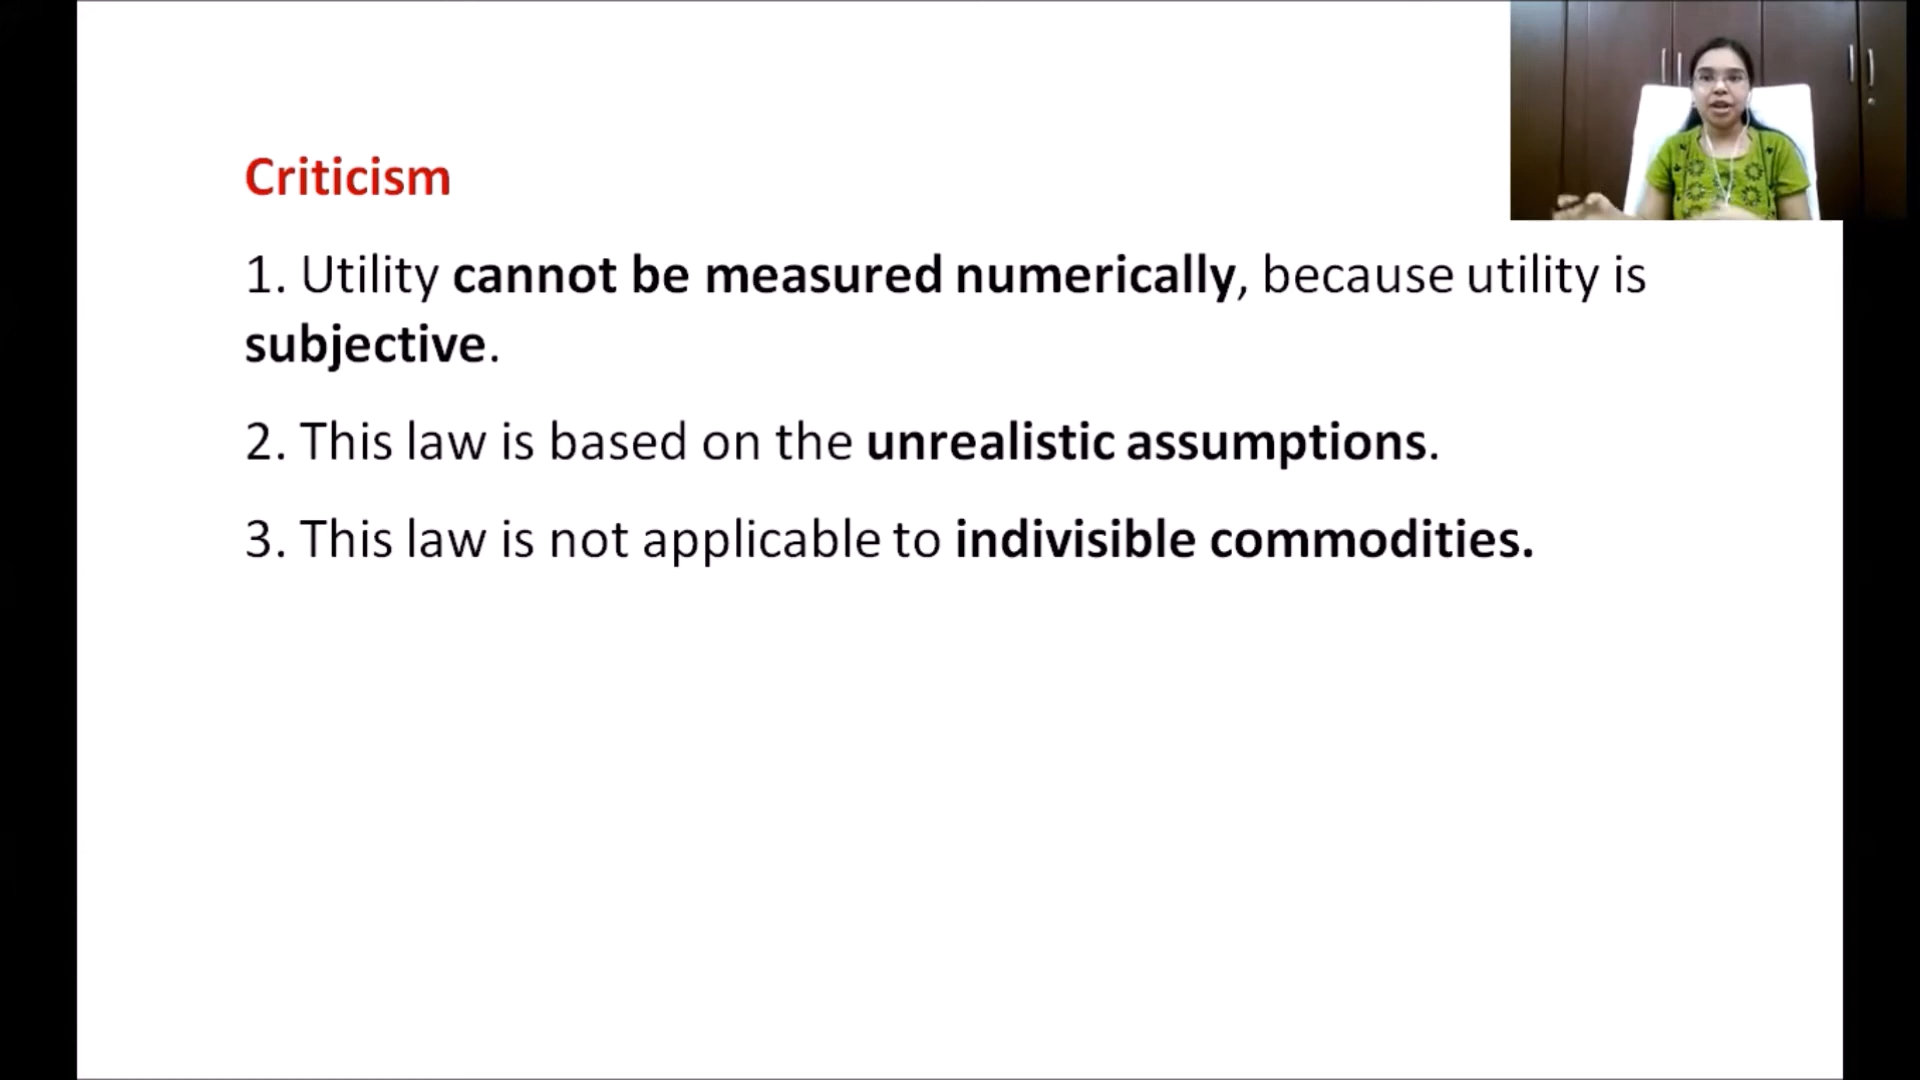 Criticism
1. Utility cannot be measured numerically, because utility is
subjective.
2. This law is based on the unrealistic assumptions.
3. This law is not applicable to indivisible commodities.